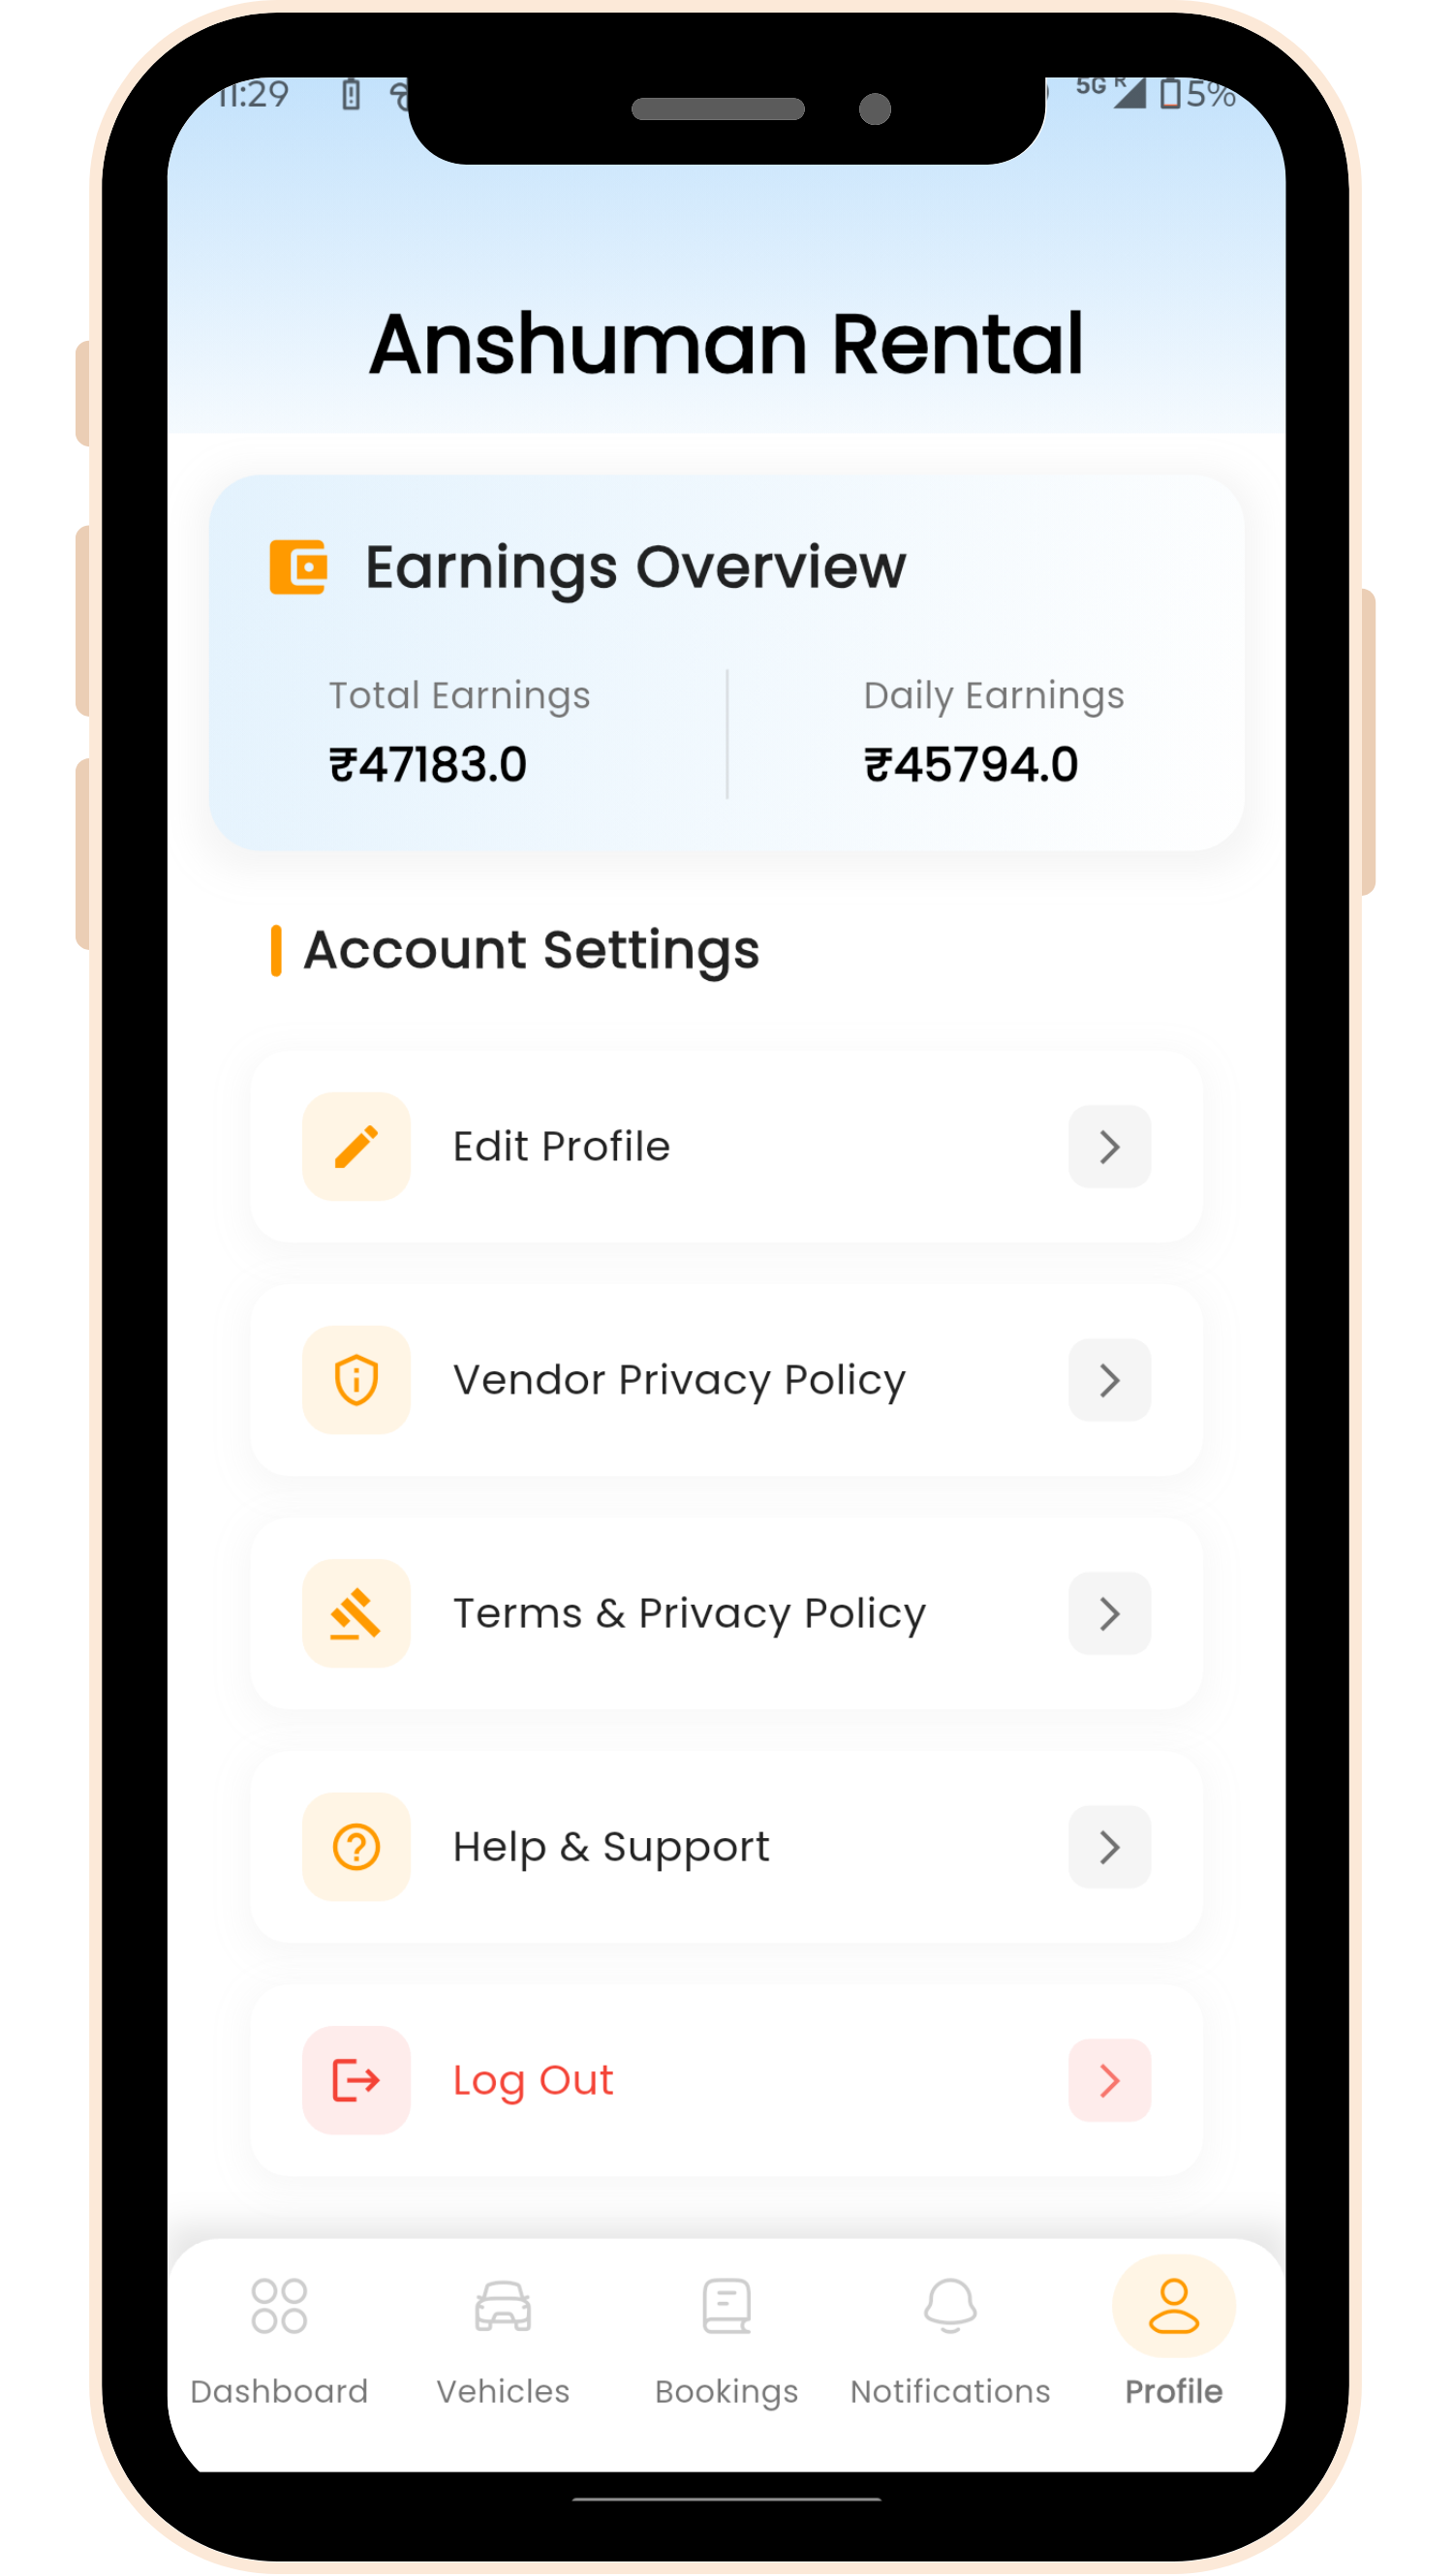 11:29 5G R 5%
Anshuman Rental
Earnings Overview
Total Earnings Daily Earnings
₹47183.0 ₹45794.0
Account Settings
Edit Profile
Vendor Privacy Policy
Terms & Privacy Policy
Help & Support
Log Out
Dashboard Vehicles Bookings Notifications Profile